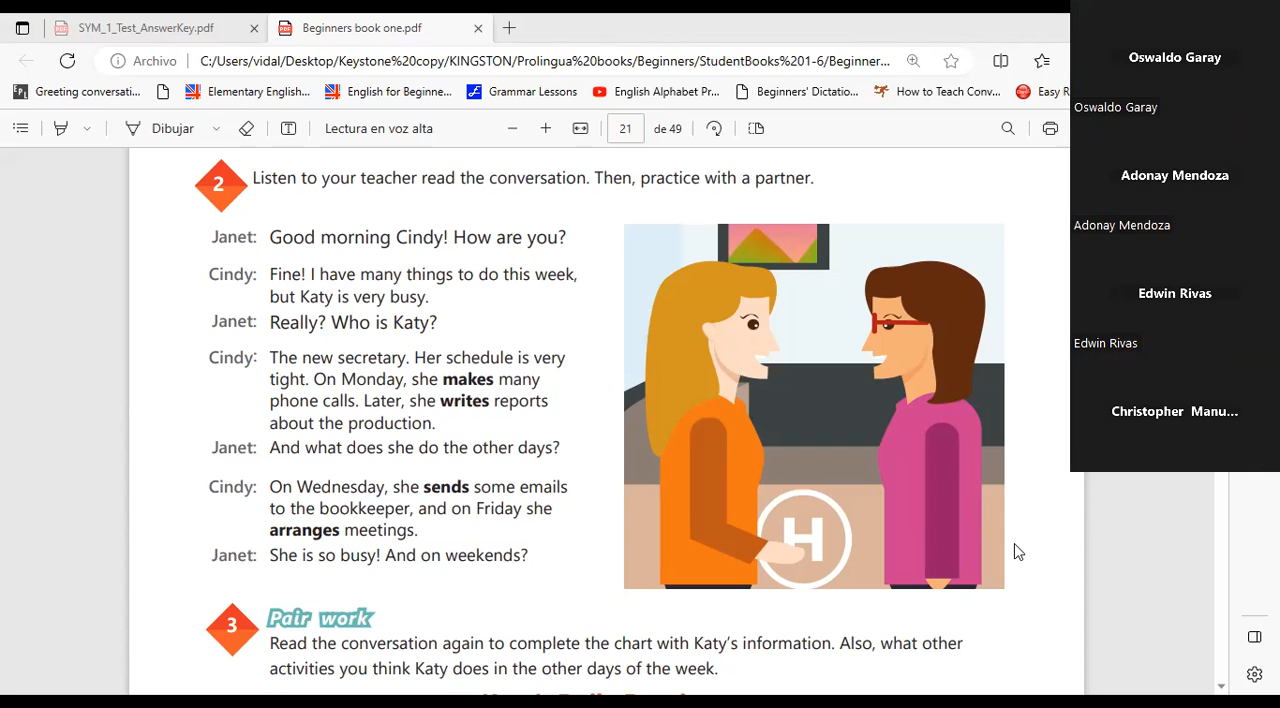 SYM_1_Test_AnswerKey.pdf
Beginners book one.pdf
Archivo
C:/Users/vidal/Desktop/Keystone%20copy/KINGSTON/Prolingua%20books/Beginners/StudentBooks%201-6/Beginner...
Greeting conversati...
Elementary English...
English for Beginne...
Grammar Lessons
English Alphabet Pr...
Beginners' Dictatio...
How to Teach Conv...
Easy R
Dibujar
Lectura en voz alta
21
de 49
2
Listen to your teacher read the conversation. Then, practice with a partner.
Janet: Good morning Cindy! How are you?
Cindy: Fine! I have many things to do this week,
but Katy is very busy.
Janet: Really? Who is Katy?
Cindy: The new secretary. Her schedule is very
tight. On Monday, she makes many
phone calls. Later, she writes reports
about the production.
Janet: And what does she do the other days?
Cindy: On Wednesday, she sends some emails
to the bookkeeper, and on Friday she
arranges meetings.
Janet: She is so busy! And on weekends?
H
3
Pair work
Read the conversation again to complete the chart with Katy's information. Also, what other
activities you think Katy does in the other days of the week.
Oswaldo Garay
Oswaldo Garay
Adonay Mendoza
Adonay Mendoza
Edwin Rivas
Edwin Rivas
Christopher Manu...